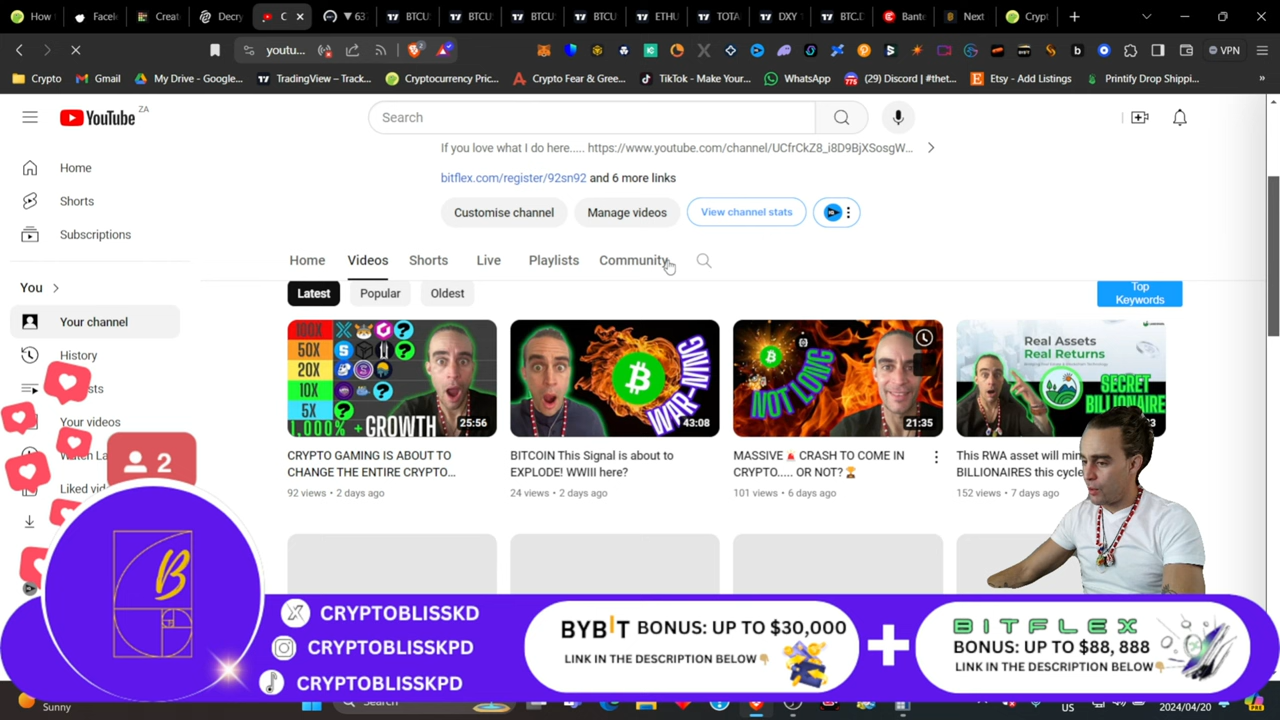 How
Facel
Creat
Decry
C
▼ 63
BTCUS
BTCU
BTCU
BTCU
ETHU
TOTA
DXY
BTC.D
Bante
Next
Crypt
youtu...
VPN
Crypto
Gmail
My Drive - Google...
TradingView – Track...
Cryptocurrency Pric...
Crypto Fear & Gree...
TikTok - Make Your...
WhatsApp
(29) Discord | #thet...
Etsy - Add Listings
Printify Drop Shippi...
YouTube ZA
Search
If you love what I do here..... https://www.youtube.com/channel/UCfrCkZ8_i8D9BjXSosgW...
bitflex.com/register/92sn92 and 6 more links
Customise channel
Manage videos
View channel stats
Home
Shorts
Subscriptions
You
Your channel
History
Your videos
Home
Videos
Shorts
Live
Playlists
Community
Latest
Popular
Oldest
Top
Keywords
100X
50X
20X
10X
5X
1,000% + GROWTH
25:56
WAR-NING
43:08
NOT LONG
21:35
Real Assets
Real Returns
SECRET
BILLIONAIRE
CRYPTO GAMING IS ABOUT TO
CHANGE THE ENTIRE CRYPTO...
92 views • 2 days ago
BITCOIN This Signal is about to
EXPLODE! WWIII here?
24 views • 2 days ago
MASSIVE CRASH TO COME IN
CRYPTO..... OR NOT?
101 views • 6 days ago
This RWA asset will min
BILLIONAIRES this cycle
152 views • 7 days ago
2
B
CRYPTOBLISSKD
CRYPTOBLISSKPD
CRYPTOBLISSKPD
BYBIT BONUS: UP TO $30,000
LINK IN THE DESCRIPTION BELOW
BITFLEX
BONUS: UP TO $88, 888
LINK IN THE DESCRIPTION BELOW
Sunny
Search
US
2024/04/20